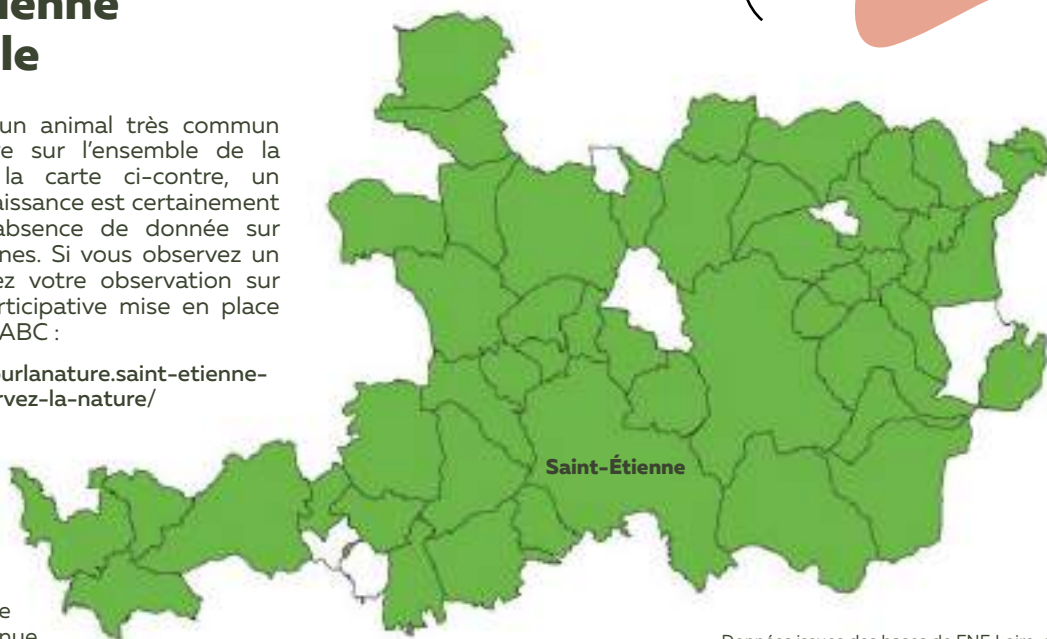 ienne
le
un animal très commun
e sur l’ensemble de la
la carte ci-contre, un
aissance est certainement
absence de donnée sur
nes. Si vous observez un
ez votre observation sur
rticipative mise en place
ABC :
urlanature.saint-etienne-
rvez-la-nature/
Saint-Étienne
e
nue